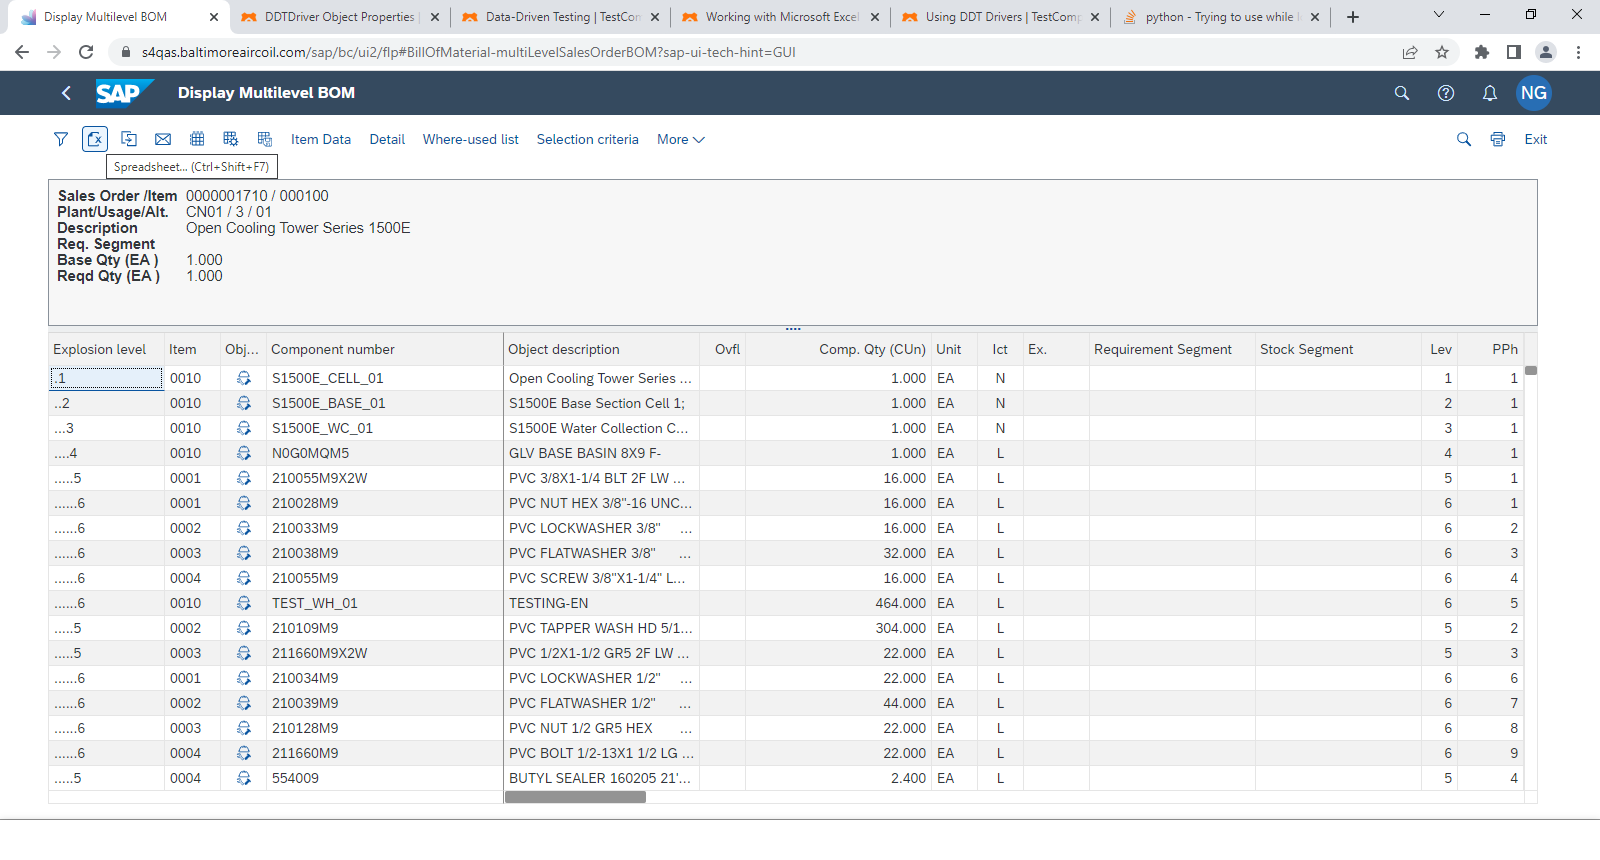 Display Multilevel BOM
DDTDriver Object Properties
Data-Driven Testing | TestCon
Working with Microsoft Excel
Using DDT Drivers | TestComp
python - Trying to use while l
s4qas.baltimoreaircoil.com/sap/bc/ui2/flp#BillOfMaterial-multiLevelSalesOrderBOM?sap-ui-tech-hint=GUI
SAP Display Multilevel BOM NG
Item Data Detail Where-used list Selection criteria More Exit
Spreadsheet... (Ctrl+Shift+F7)
Sales Order /Item 0000001710 / 000100
Plant/Usage/Alt. CN01 / 3 / 01
Description Open Cooling Tower Series 1500E
Req. Segment
Base Qty (EA ) 1.000
Reqd Qty (EA ) 1.000
Explosion level Item Obj... Component number Object description Ovfl Comp. Qty (CUn) Unit Ict Ex. Requirement Segment Stock Segment Lev PPh
.1 0010 S1500E_CELL_01 Open Cooling Tower Series ... 1.000 EA N 1 1
..2 0010 S1500E_BASE_01 S1500E Base Section Cell 1; 1.000 EA N 2 1
...3 0010 S1500E_WC_01 S1500E Water Collection C... 1.000 EA N 3 1
....4 0010 N0G0MQM5 GLV BASE BASIN 8X9 F- 1.000 EA L 4 1
.....5 0001 210055M9X2W PVC 3/8X1-1/4 BLT 2F LW ... 16.000 EA L 5 1
......6 0001 210028M9 PVC NUT HEX 3/8"-16 UNC... 16.000 EA L 6 1
......6 0002 210033M9 PVC LOCKWASHER 3/8" ... 16.000 EA L 6 2
......6 0003 210038M9 PVC FLATWASHER 3/8" ... 32.000 EA L 6 3
......6 0004 210055M9 PVC SCREW 3/8"X1-1/4" L... 16.000 EA L 6 4
......6 0010 TEST_WH_01 TESTING-EN 464.000 EA L 6 5
.....5 0002 210109M9 PVC TAPPER WASH HD 5/1... 304.000 EA L 5 2
.....5 0003 211660M9X2W PVC 1/2X1-1/2 GR5 2F LW ... 22.000 EA L 5 3
......6 0001 210034M9 PVC LOCKWASHER 1/2" ... 22.000 EA L 6 6
......6 0002 210039M9 PVC FLATWASHER 1/2" ... 44.000 EA L 6 7
......6 0003 210128M9 PVC NUT 1/2 GR5 HEX ... 22.000 EA L 6 8
......6 0004 211660M9 PVC BOLT 1/2-13X1 1/2 LG ... 22.000 EA L 6 9
.....5 0004 554009 BUTYL SEALER 160205 21'... 2.400 EA L 5 4